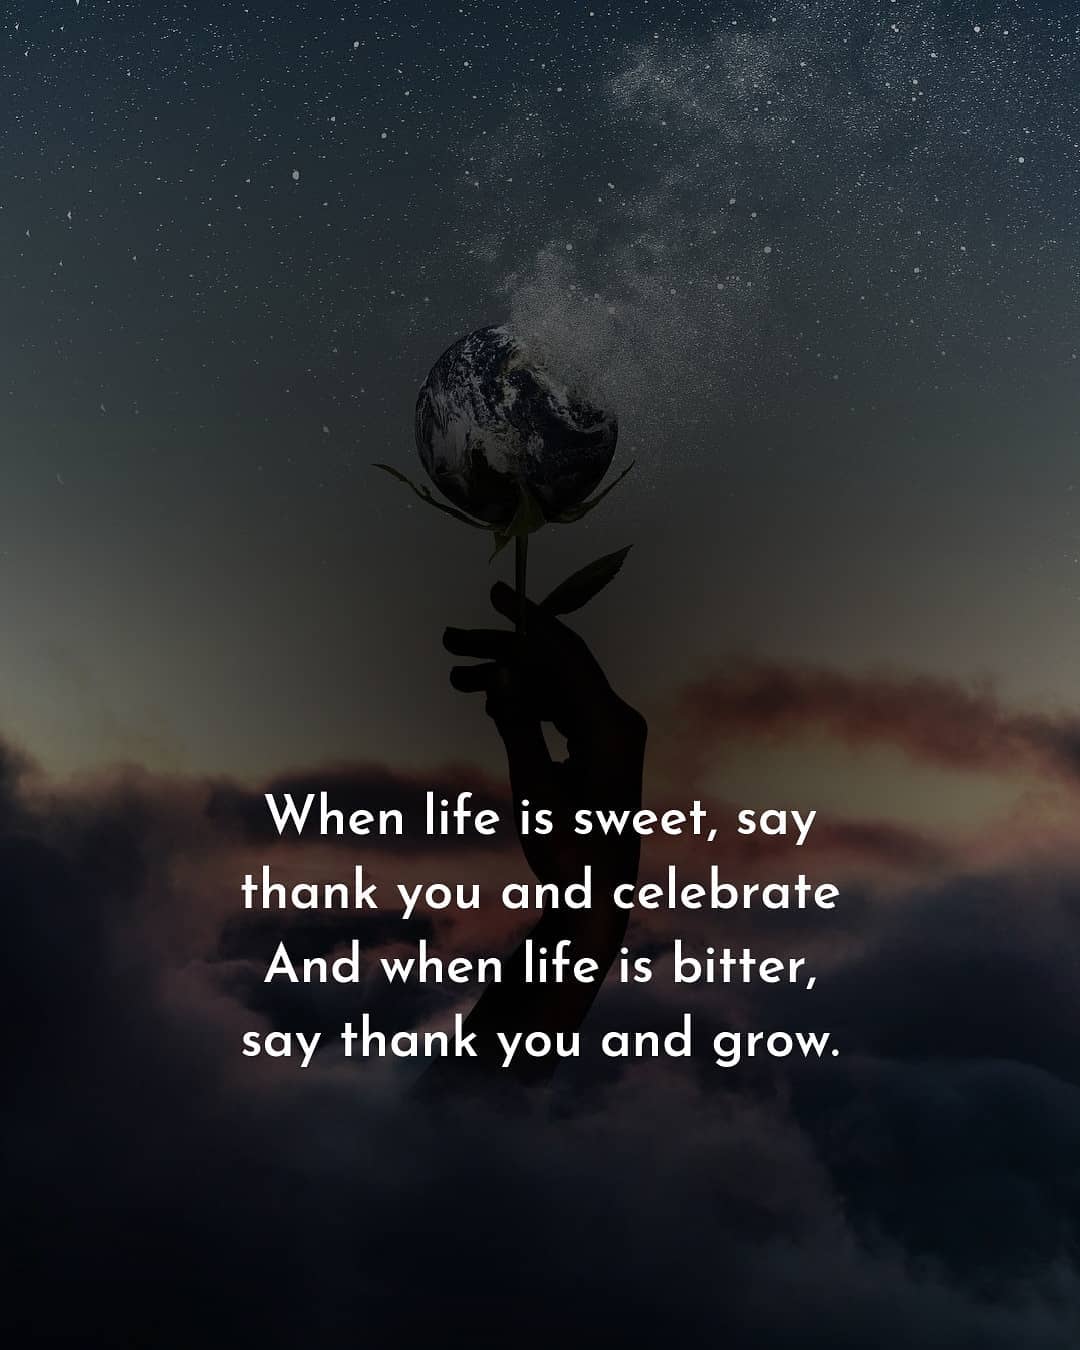 When life is sweet, say
thank you and celebrate
And when life is bitter,
say thank you and grow.